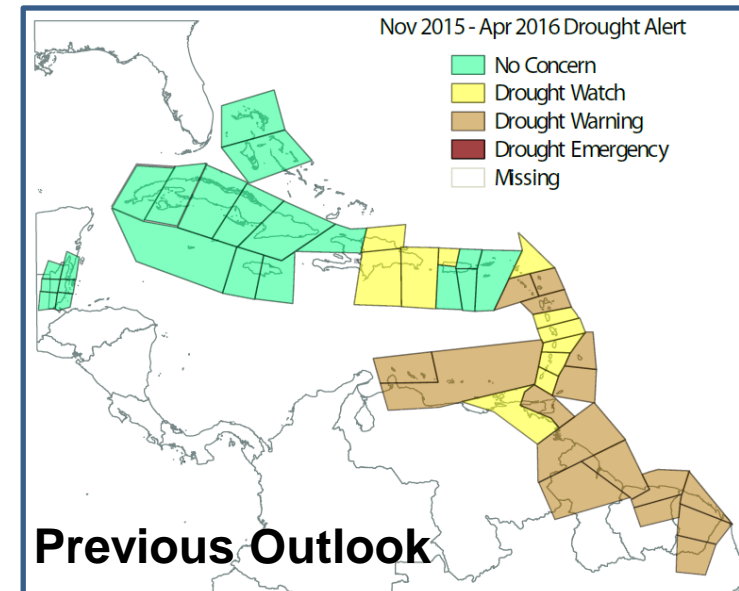 Nov 2015 - Apr 2016 Drought Alert
No Concern
Drought Watch
Drought Warning
Drought Emergency
Missing
Previous Outlook